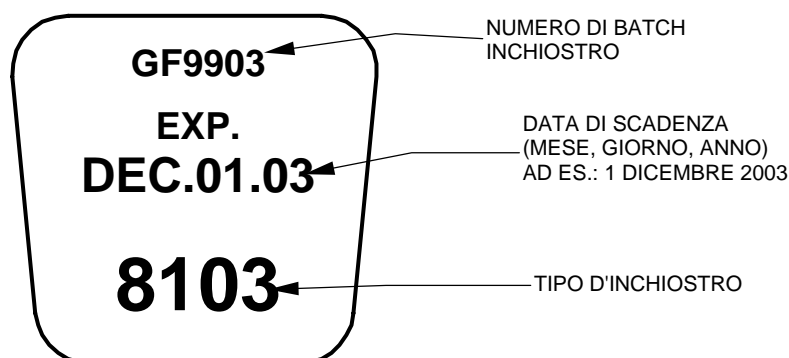 GF9903
NUMERO DI BATCH
INCHIOSTRO
EXP.
DEC.01.03
DATA DI SCADENZA
(MESE, GIORNO, ANNO)
AD ES.: 1 DICEMBRE 2003
8103
TIPO D'INCHIOSTRO